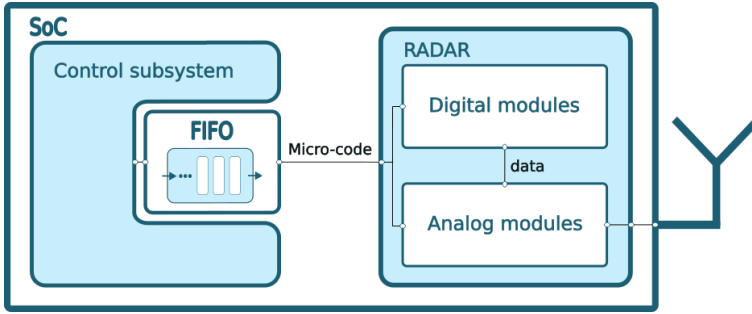 SoC
Control subsystem
FIFO
Micro-code
RADAR
Digital modules
data
Analog modules